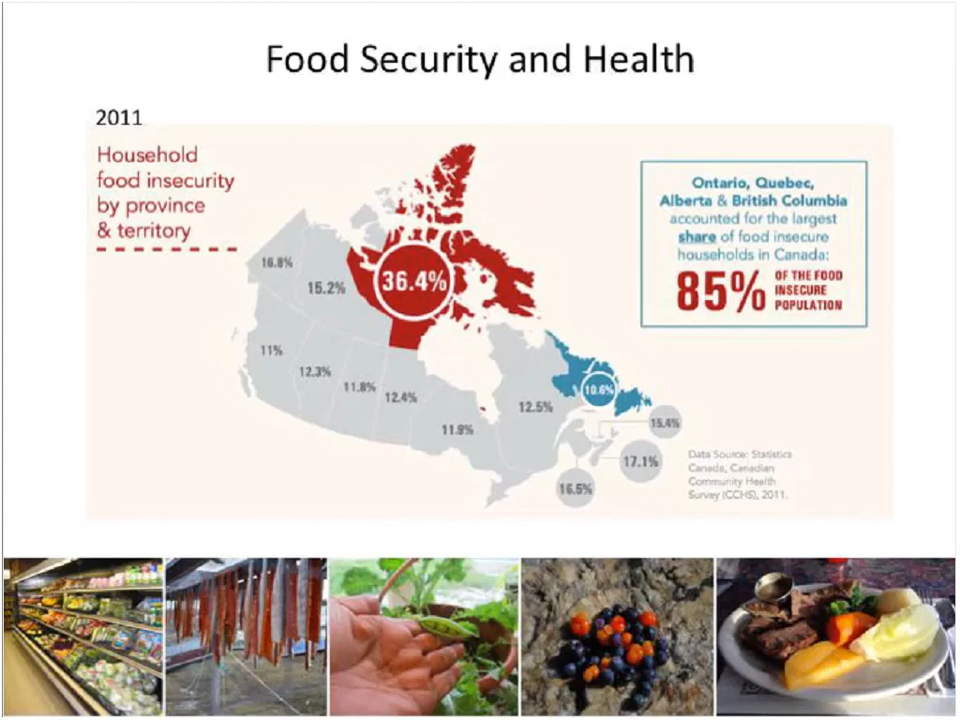 Food Security and Health
2011
Household
food insecurity
by province
& territory
Ontario, Quebec,
Alberta & British Columbia
accounted for the largest
share of food insecure
households in Canada:
85% OF THE FOOD
INSECURE
POPULATION
16.8%
15.2%
36.4%
11%
12.3%
11.8%
12.4%
11.9%
12.5%
10.6%
15.4%
17.1%
16.5%
Data Source: Statistics
Canada, Canadian
Community Health
Survey (CCHS), 2011.